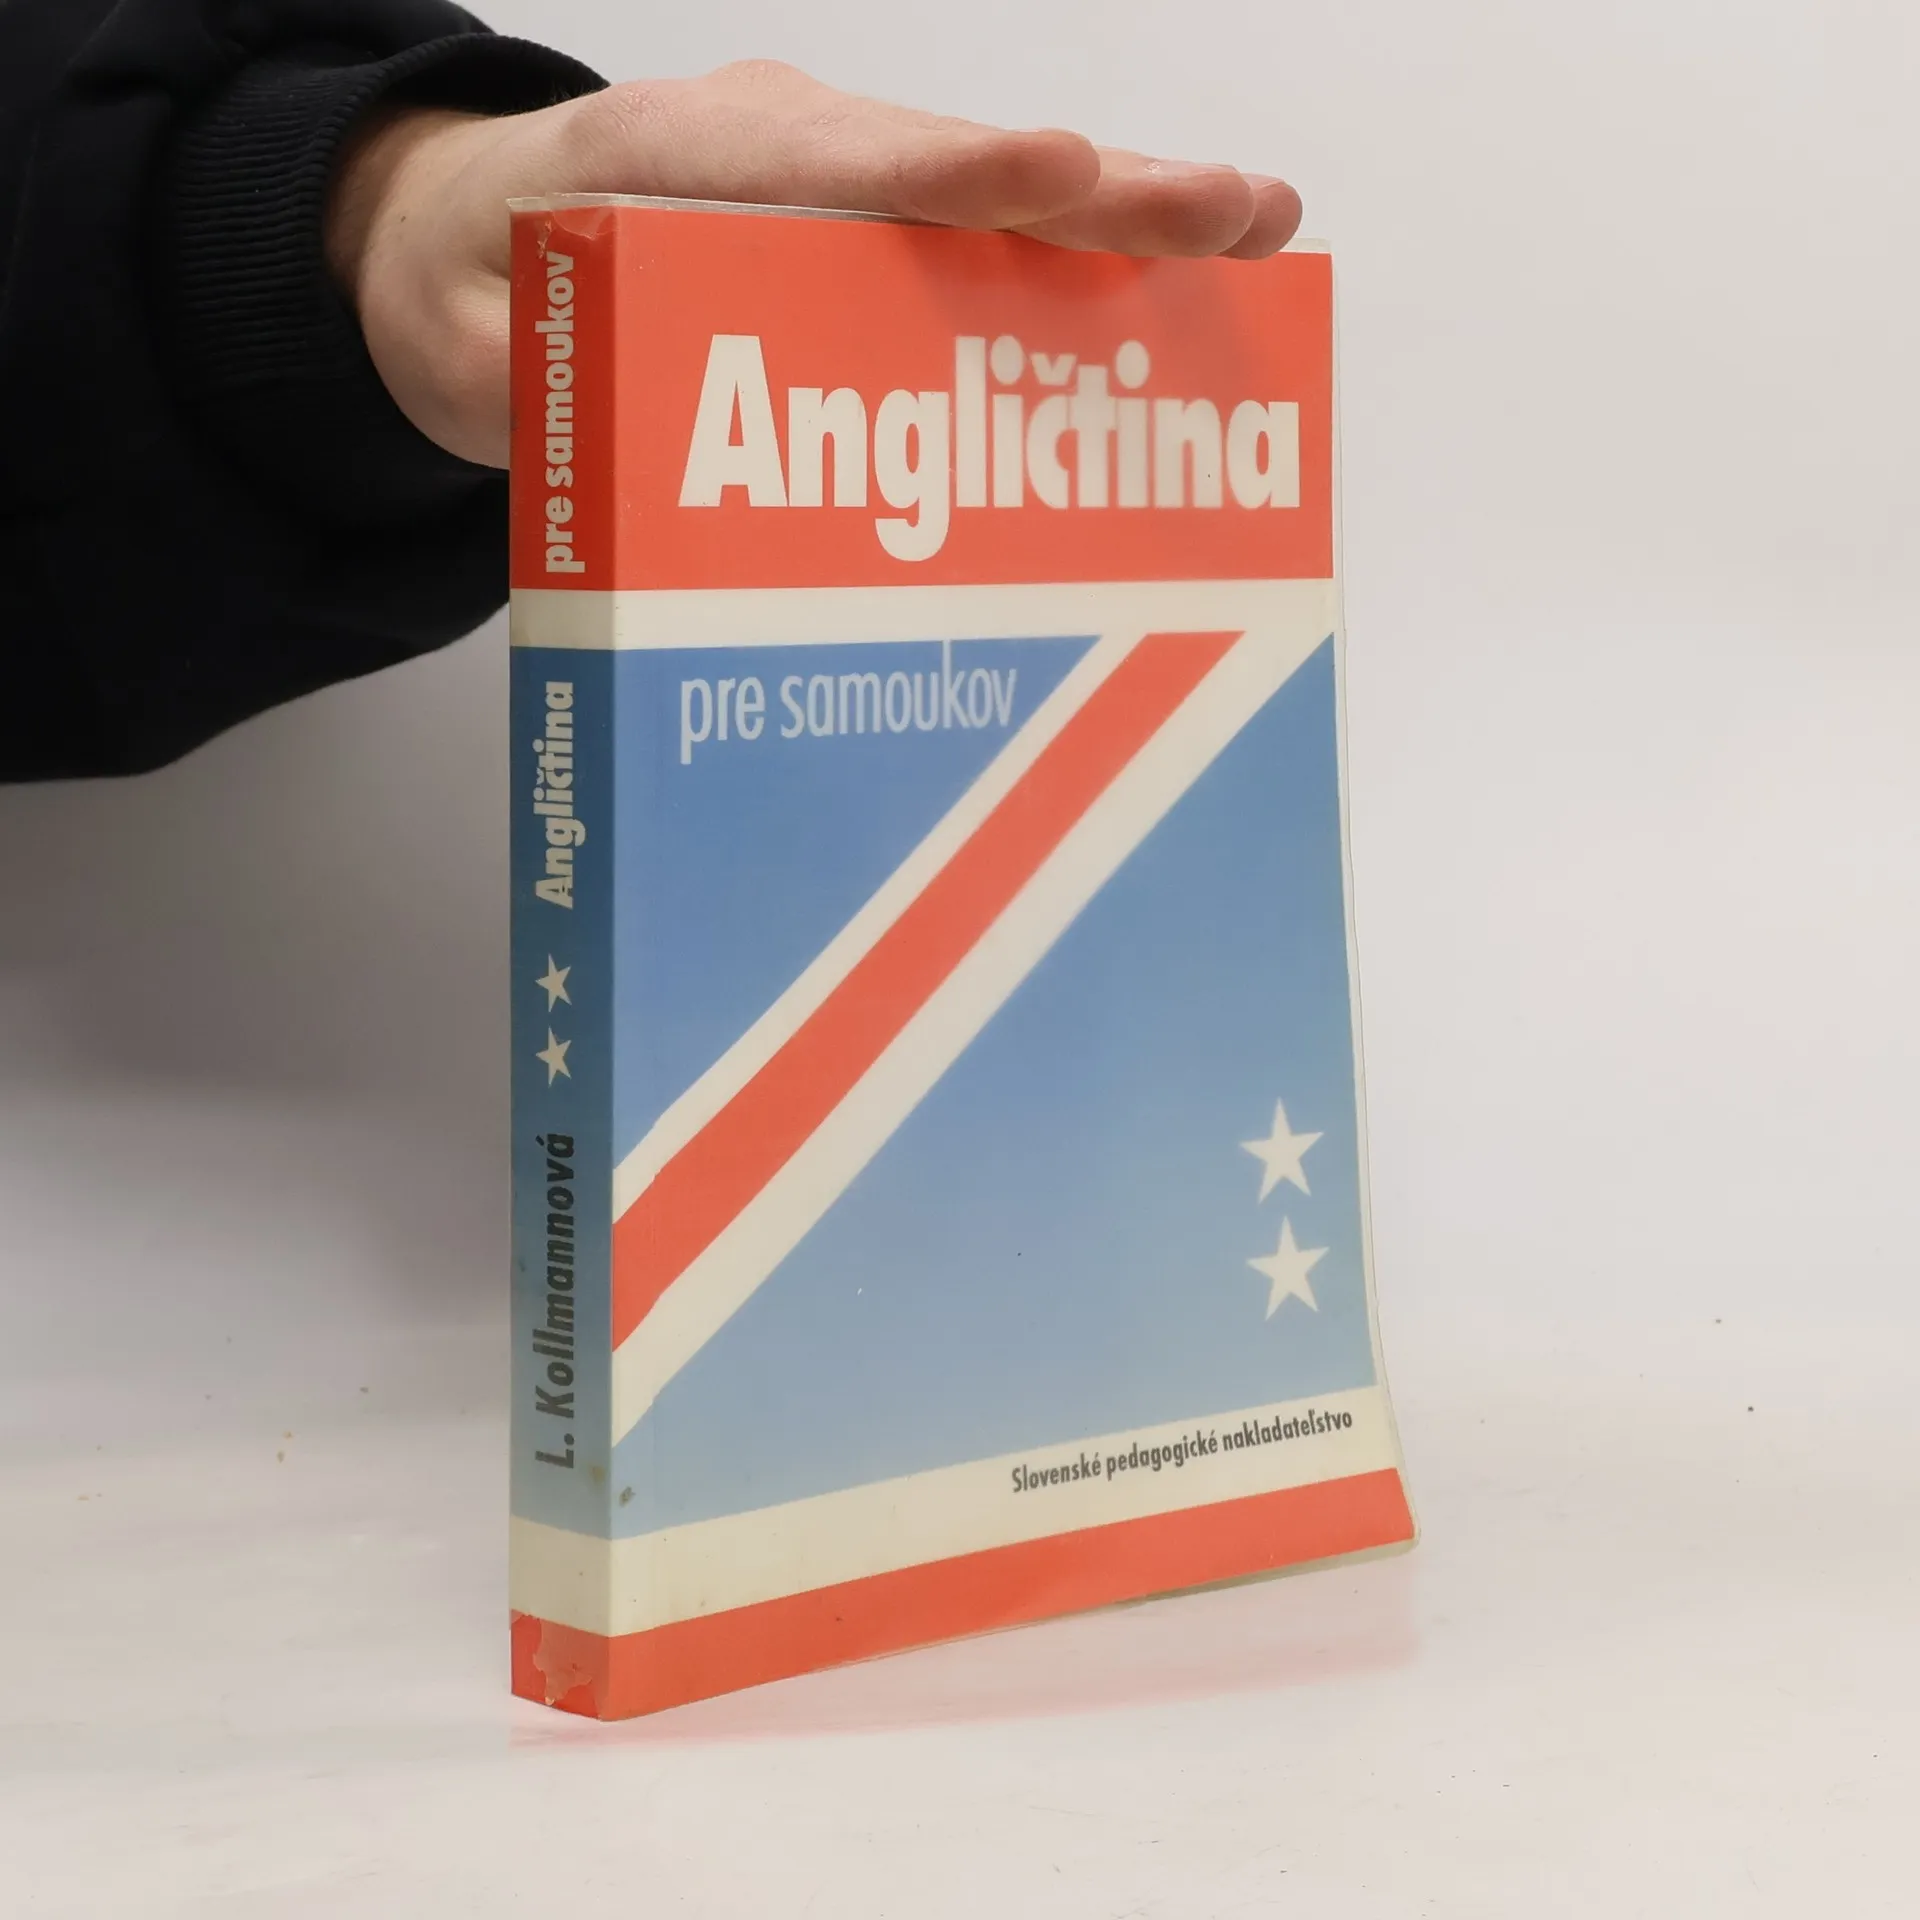 Angličtina
pre samoukov
Slovenské pedagogické nakladateľstvo
L. Kollmannová ★★ Angličtina pre samoukov